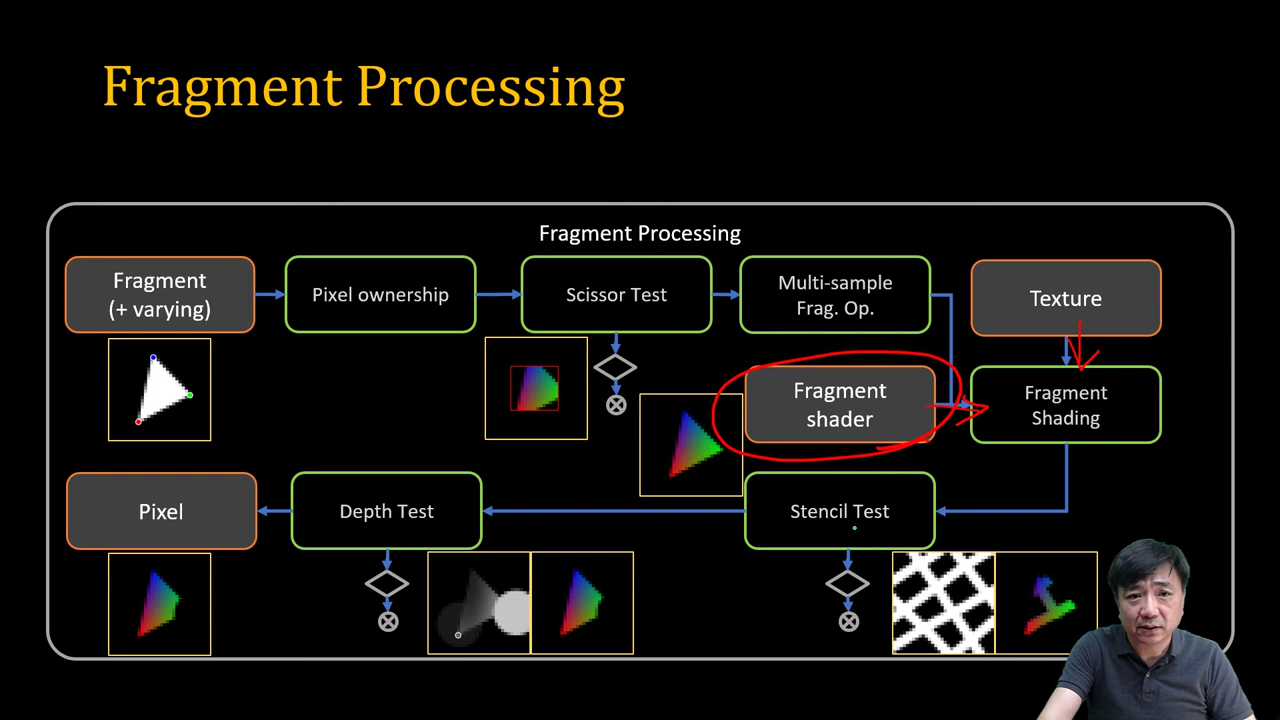 Fragment Processing
Fragment Processing
Fragment
(+ varying)
Pixel ownership
Scissor Test
Multi-sample
Frag. Op.
Texture
Fragment
shader
Fragment
Shading
Pixel
Depth Test
Stencil Test